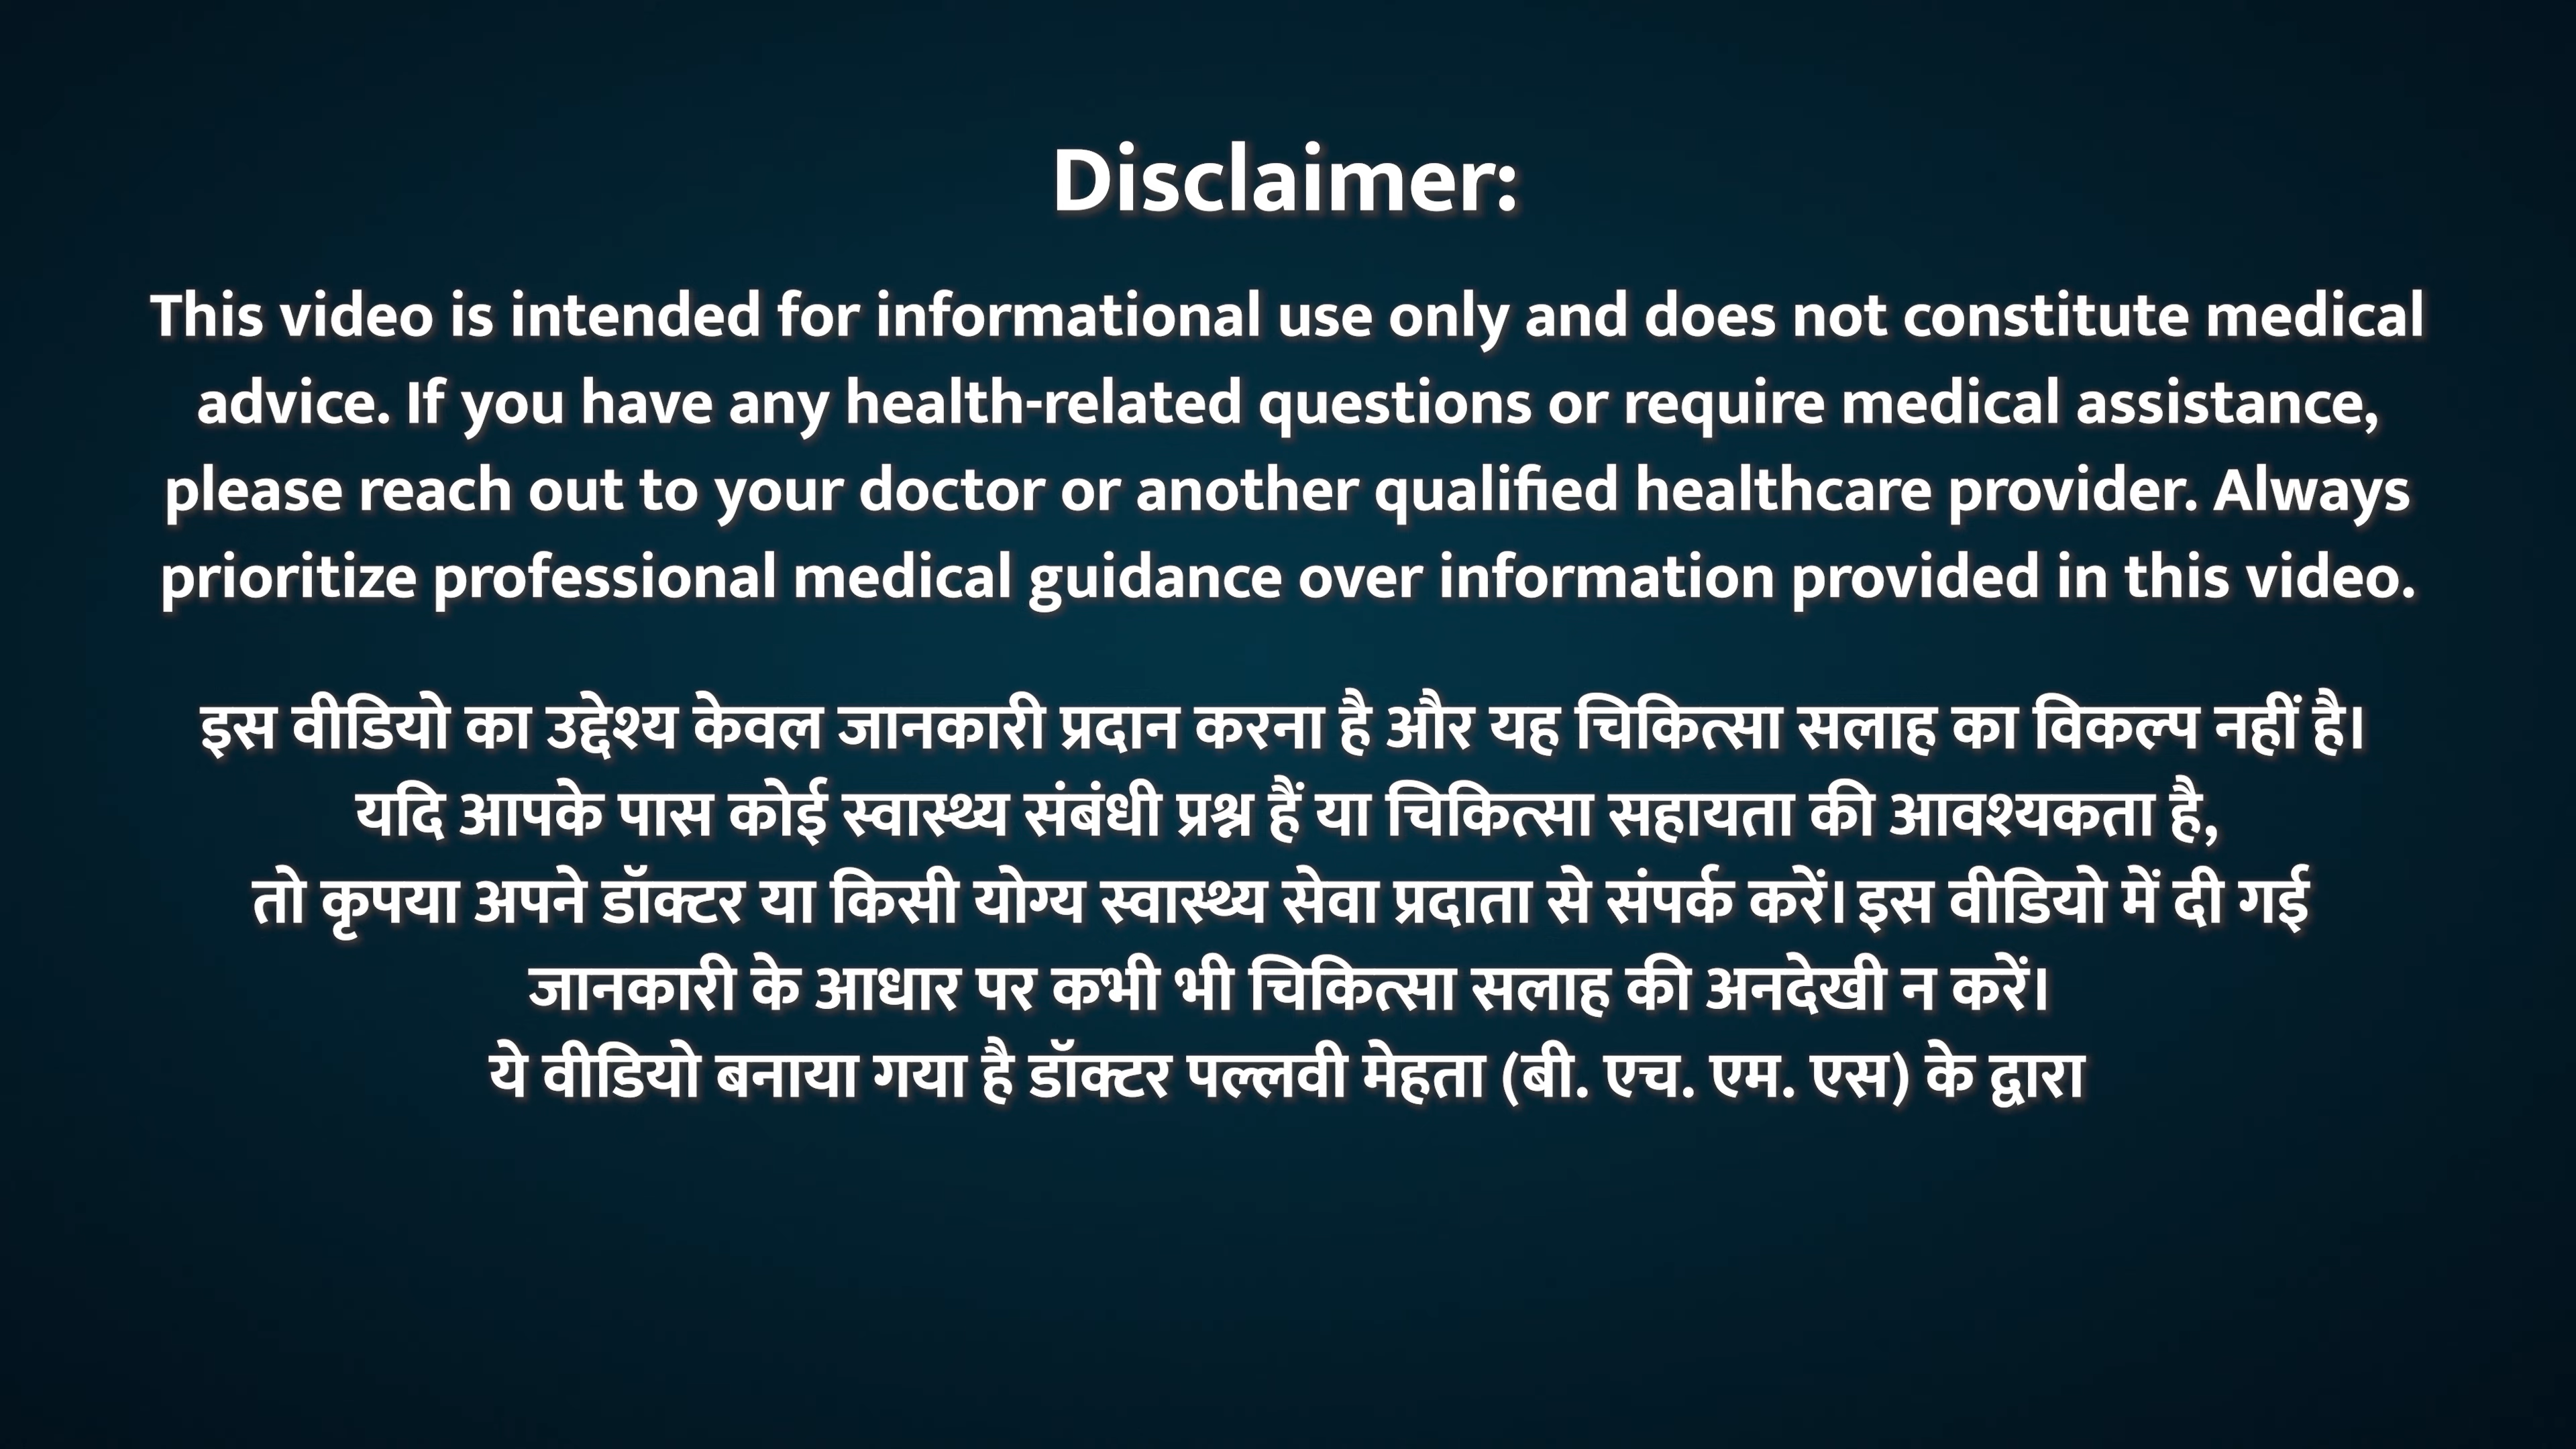 Disclaimer:
This video is intended for informational use only and does not constitute medical
advice. If you have any health-related questions or require medical assistance,
please reach out to your doctor or another qualified healthcare provider. Always
prioritize professional medical guidance over information provided in this video.
इस वीडियो का उद्देश्य केवल जानकारी प्रदान करना है और यह चिकित्सा सलाह का विकल्प नहीं है।
यदि आपके पास कोई स्वास्थ्य संबंधी प्रश्न हैं या चिकित्सा सहायता की आवश्यकता है,
तो कृपया अपने डॉक्टर या किसी योग्य स्वास्थ्य सेवा प्रदाता से संपर्क करें। इस वीडियो में दी गई
जानकारी के आधार पर कभी भी चिकित्सा सलाह की अनदेखी न करें।
ये वीडियो बनाया गया है डॉक्टर पल्लवी मेहता (बी. एच. एम. एस) के द्वारा